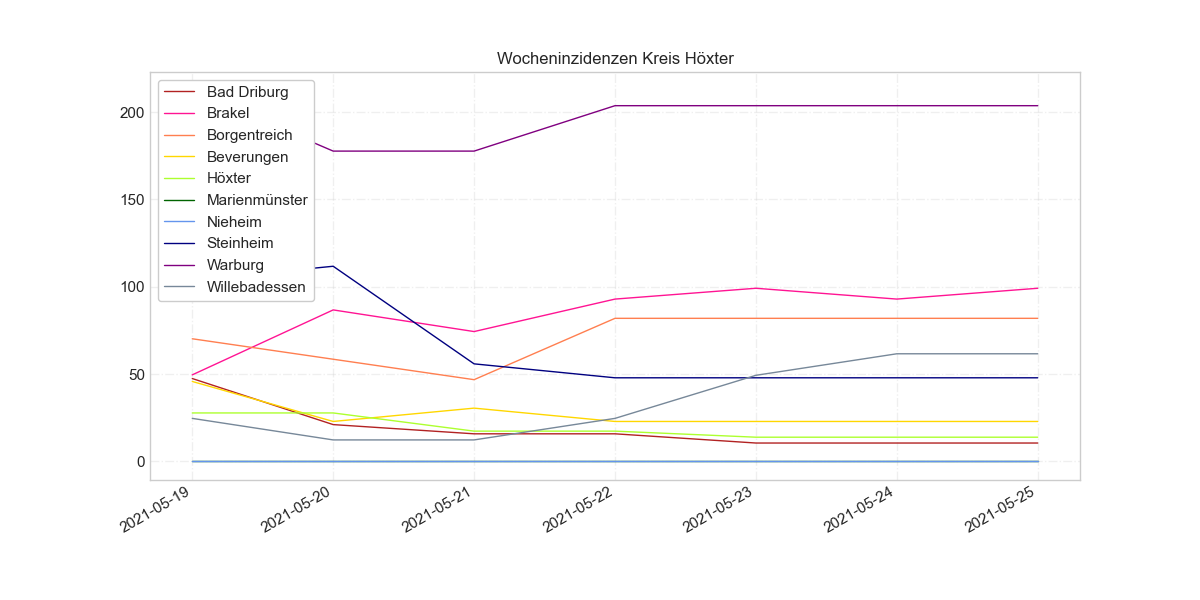 Wocheninzidenzen Kreis Höxter
Bad Driburg
Brakel
Borgentreich
Beverungen
Höxter
Marienmünster
Nieheim
Steinheim
Warburg
Willebadessen
200
150
100
50
0
2021-05-19
2021-05-20
2021-05-21
2021-05-22
2021-05-23
2021-05-24
2021-05-25